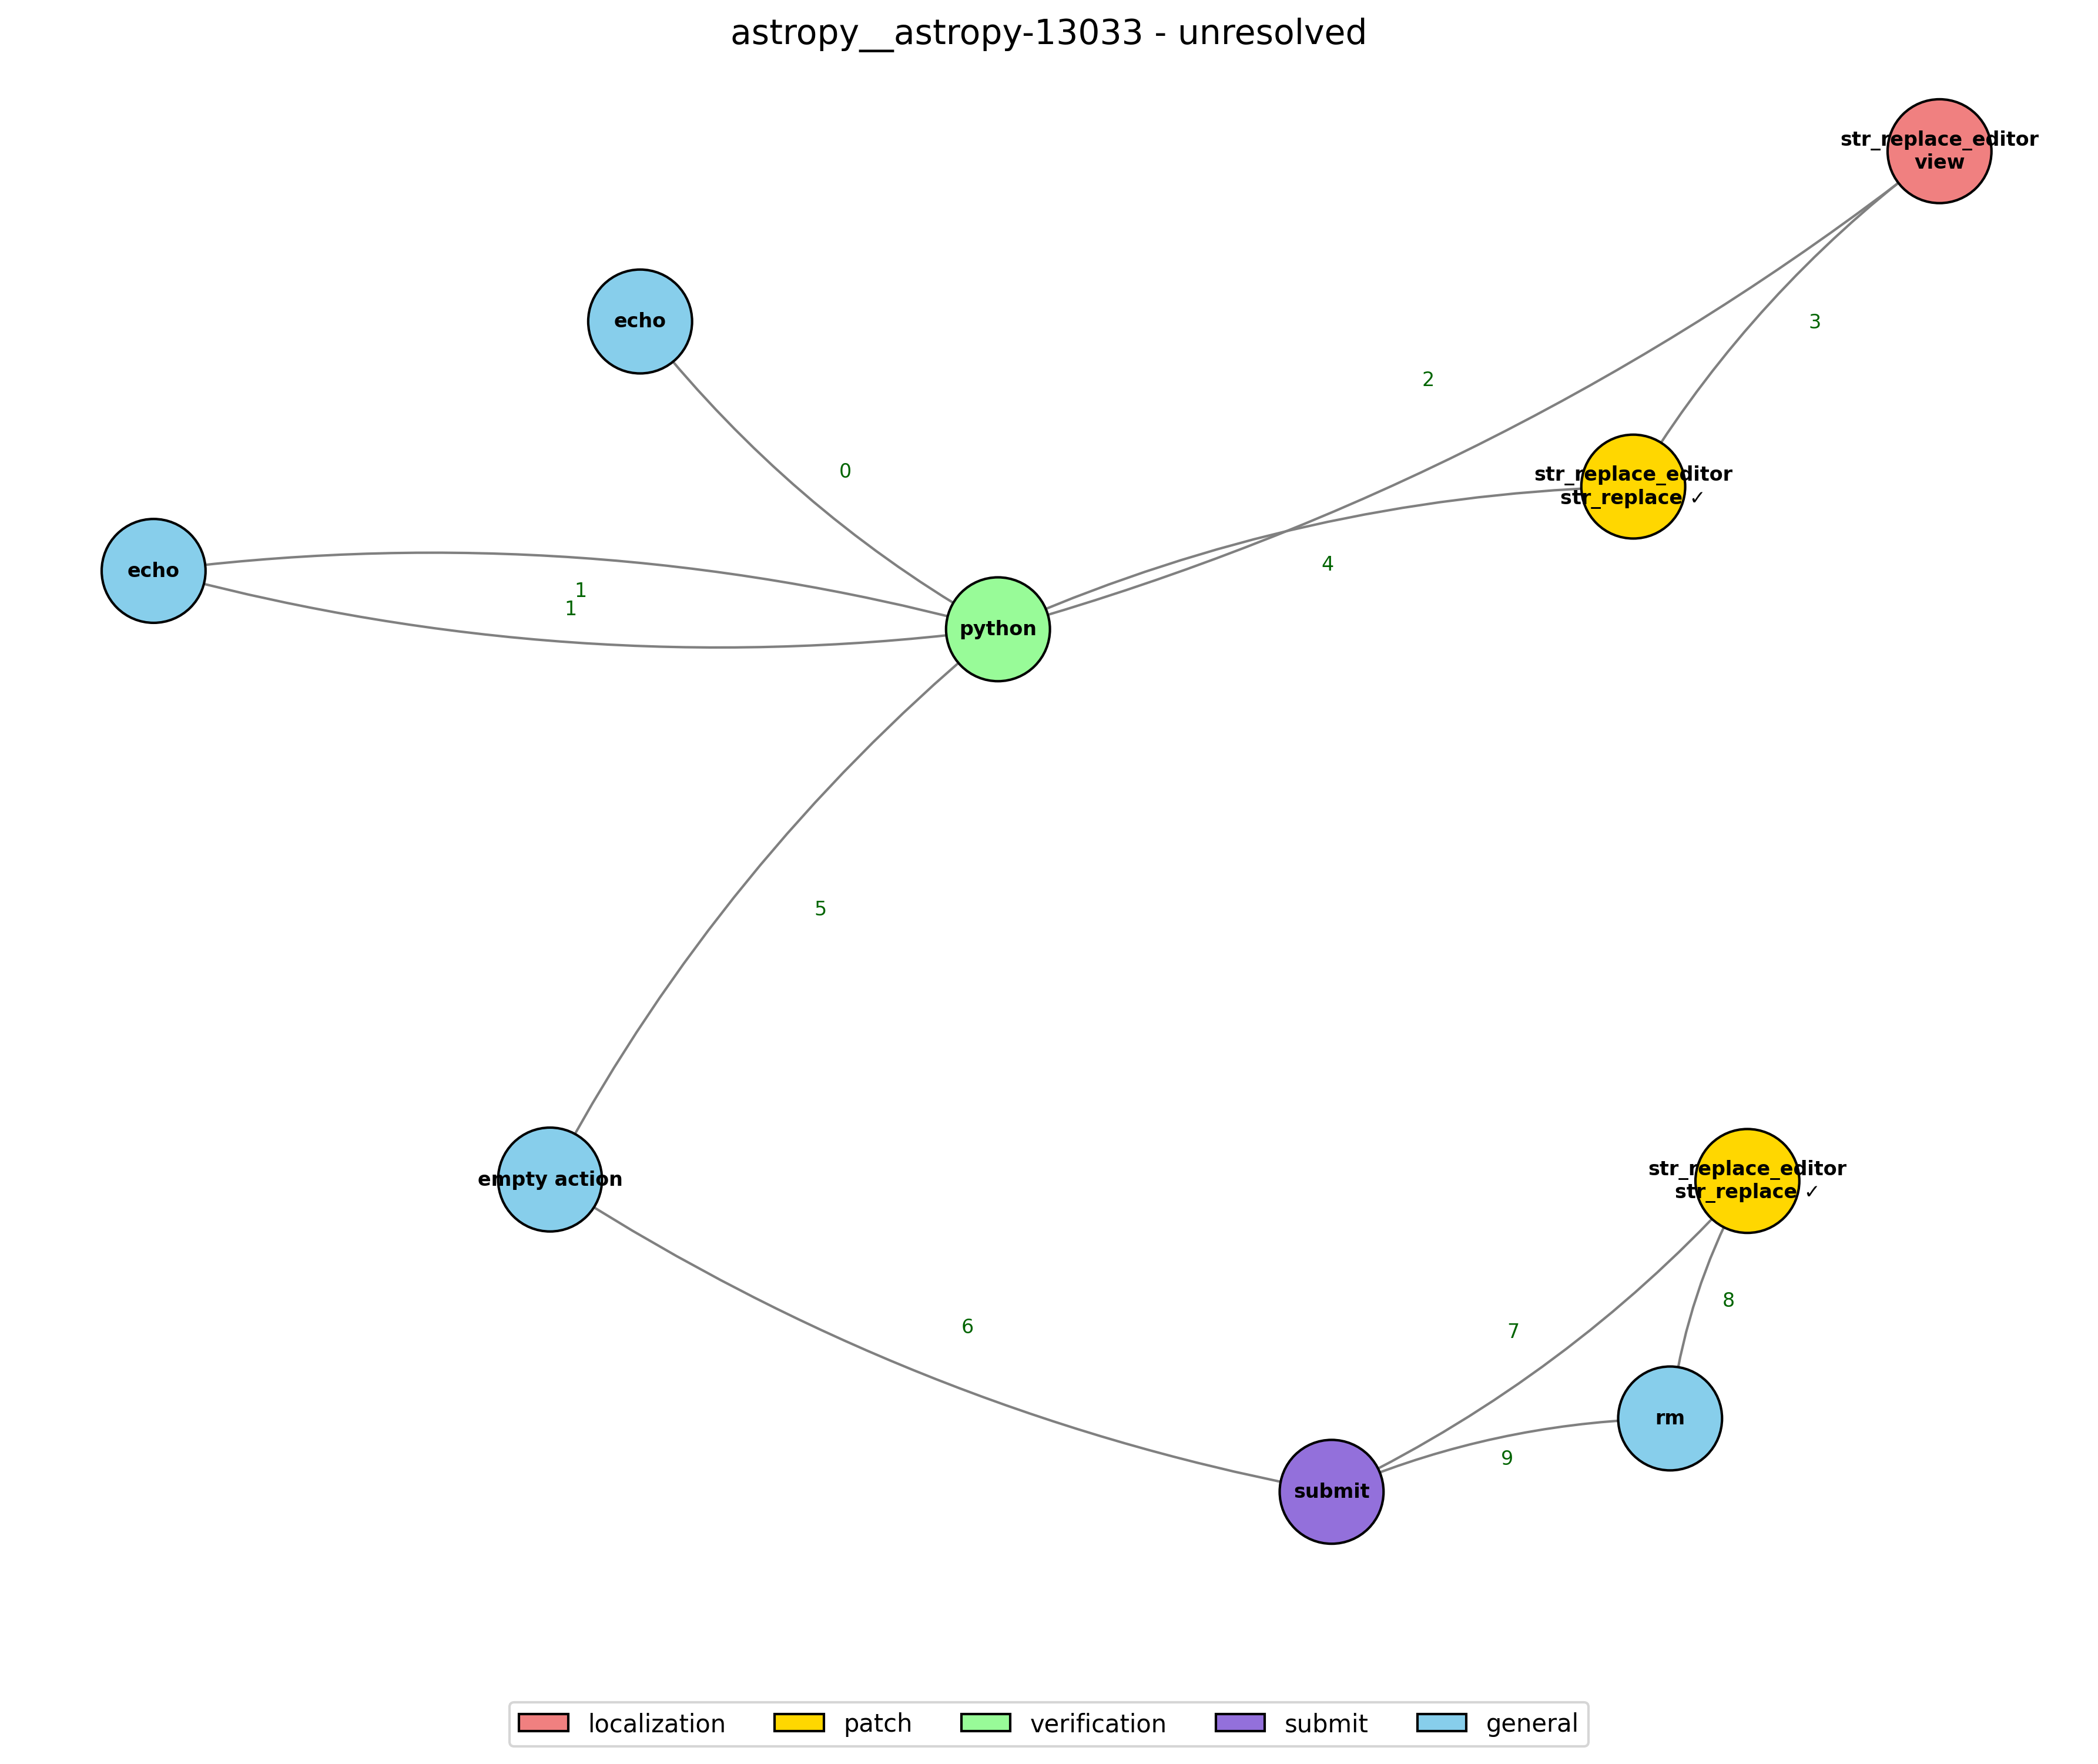 astropy__astropy-13033 - unresolved
str_replace_editor
view
echo
3
2
0
str_replace_editor
str_replace ✓
echo
4
1
1
python
5
empty action
str_replace_editor
str_replace ✓
8
6
7
rm
9
submit
localization
patch
verification
submit
general